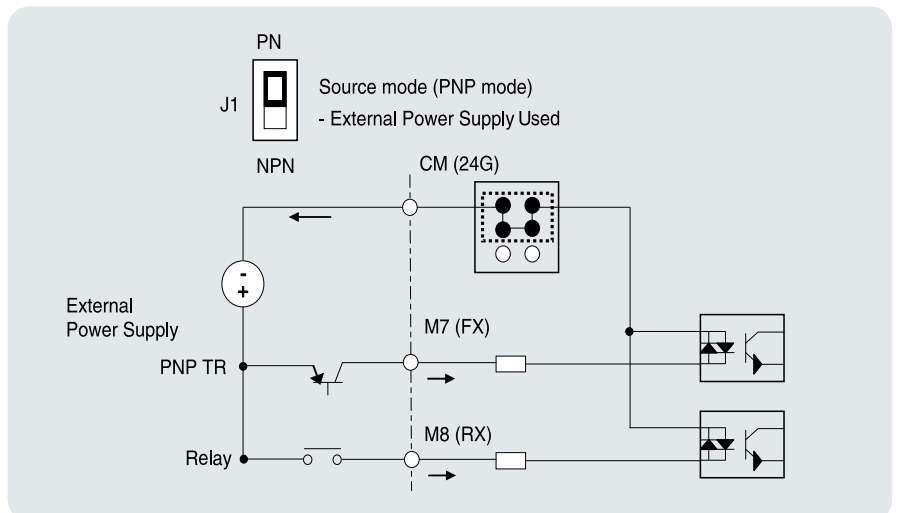 PN
J1
Source mode (PNP mode)
- External Power Supply Used
NPN
CM (24G)
-
+
External
Power Supply
M7 (FX)
PNP TR
M8 (RX)
Relay